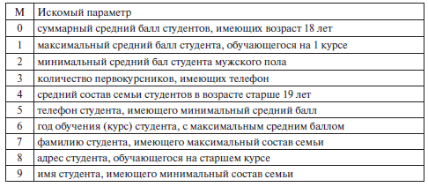 М Искомый параметр
0 суммарный средний балл студентов, имеющих возраст 18 лет
1 максимальный средний балл студента, обучающегося на 1 курсе
2 минимальный средний бал студента мужского пола
3 количество первокурсников, имеющих телефон
4 средний состав семьи студентов в возрасте старше 19 лет
5 телефон студента, имеющего минимальный средний балл
6 год обучения (курс) студента, с максимальным средним баллом
7 фамилию студента, имеющего максимальный состав семьи
8 адрес студента, обучающегося на старшем курсе
9 имя студента, имеющего минимальный состав семьи